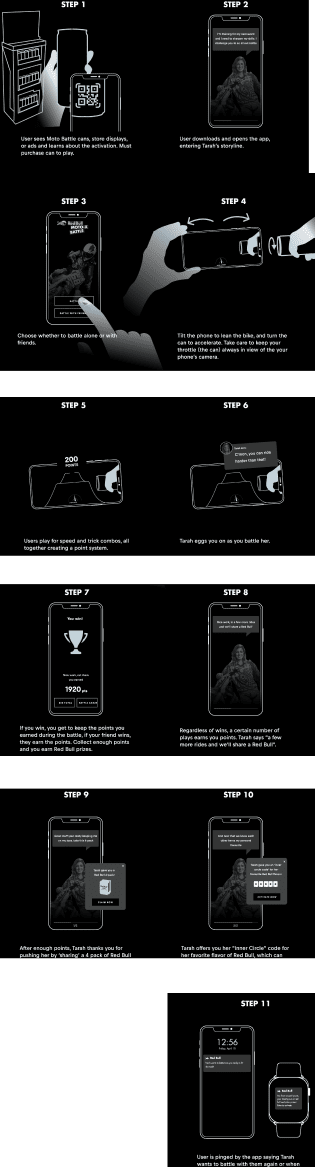 STEP 1
STEP 2
User sees Moto Battle cans, store displays,
or ads and learns about the activation. Must
purchase can to play.
User downloads and opens the app,
entering Tarah's storyline.
STEP 3
STEP 4
Red Bull
MOTO
BATTLE
Choose whether to battle alone or with
friends.
Tilt the phone to lean the bike, and turn the
can to accelerate. Take care to keep your
throttle (the can) always in view of the your
phone's camera.
STEP 5
STEP 6
200
POINTS
C'mon, you can ride
harder than that!
Users play for speed and trick combos, all
together creating a point system.
Tarah eggs you on as you battle her.
STEP 7
STEP 8
You win!
1920 pts
If you win, you get to keep the points you
earned during the battle, if your friend wins,
they earn the points. Collect enough points
and you earn Red Bull prizes.
Regardless of wins, a certain number of
plays earns you points. Tarah says "a few
more rides and we'll share a Red Bull".
STEP 9
STEP 10
After enough points, Tarah thanks you for
pushing her by 'sharing' a 4 pack of Red Bull
Tarah offers you her "Inner Circle" code for
her favorite flavor of Red Bull, which can
STEP 11
12:56
Red Bull
Red Bull
User is pinged by the app saying Tarah
wants to battle with them again or when